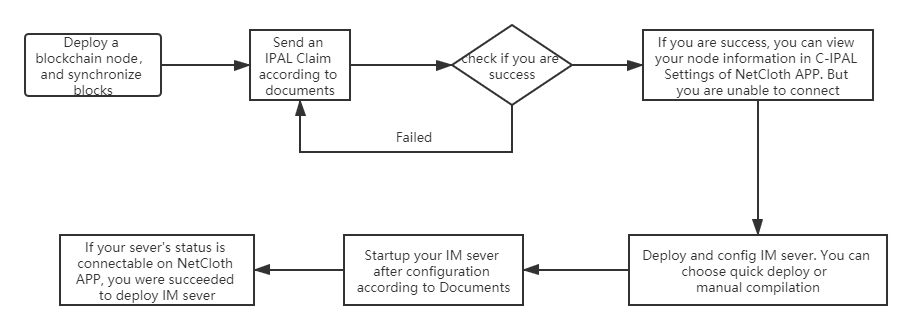 Deploy a
blockchain node,
and synchronize
blocks
Send an
IPAL Claim
according to
documents
check if you are
success
If you are success, you can view
your node information in C-IPAL
Settings of NetCloth APP. But
you are unable to connect
Failed
If your sever's status is
connectable on NetCloth
APP, you were succeeded
to deploy IM sever
Startup your IM sever
after configuration
according to Documents
Deploy and config IM sever. You can
choose quick deploy or
manual compilation